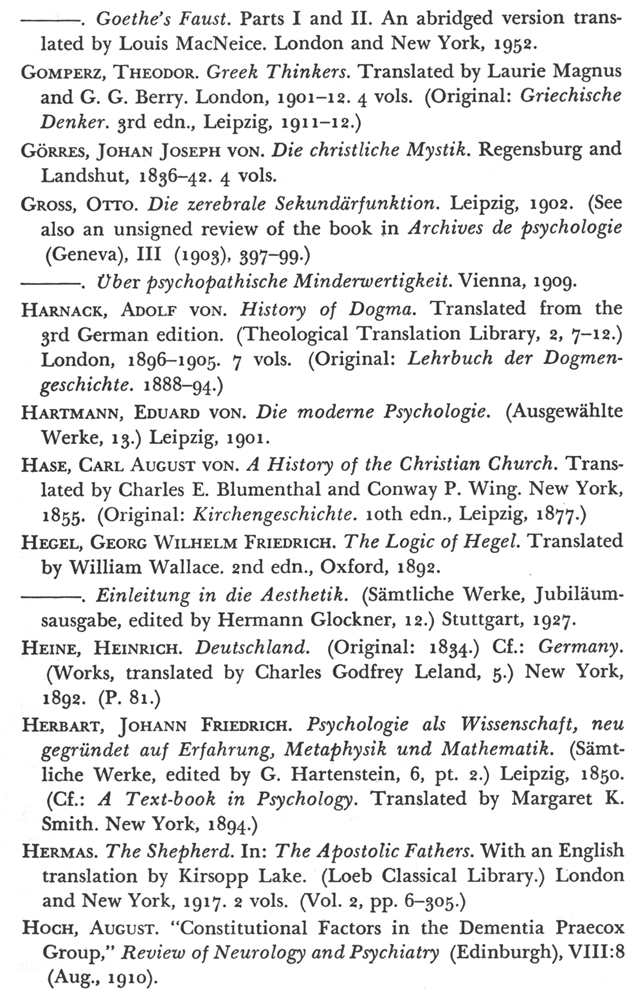 ———. Goethe's Faust. Parts I and II. An abridged version trans-
lated by Louis MacNeice. London and New York, 1952.
GOMPERZ, THEODOR. Greek Thinkers. Translated by Laurie Magnus
and G. G. Berry. London, 1901–12. 4 vols. (Original: Griechische
Denker. 3rd edn., Leipzig, 1911–12.)
GÖRRES, JOHAN JOSEPH VON. Die christliche Mystik. Regensburg and
Landshut, 1836–42. 4 vols.
GROSS, OTTO. Die zerebrale Sekundärfunktion. Leipzig, 1902. (See
also an unsigned review of the book in Archives de psychologie
(Geneva), III (1903), 397–99.)
———. Über psychopathische Minderwertigkeit. Vienna, 1909.
HARNACK, ADOLF VON. History of Dogma. Translated from the
3rd German edition. (Theological Translation Library, 2, 7–12.)
London, 1896–1905. 7 vols. (Original: Lehrbuch der Dogmen-
geschichte. 1888–94.)
HARTMANN, EDUARD VON. Die moderne Psychologie. (Ausgewählte
Werke, 13.) Leipzig, 1901.
HASE, CARL AUGUST VON. A History of the Christian Church. Trans-
lated by Charles E. Blumenthal and Conway P. Wing. New York,
1855. (Original: Kirchengeschichte. 10th edn., Leipzig, 1877.)
HEGEL, GEORG WILHELM FRIEDRICH. The Logic of Hegel. Translated
by William Wallace. 2nd edn., Oxford, 1892.
———. Einleitung in die Aesthetik. (Sämtliche Werke, Jubiläum-
sausgabe, edited by Hermann Glockner, 12.) Stuttgart, 1927.
HEINE, HEINRICH. Deutschland. (Original: 1834.) Cf.: Germany.
(Works, translated by Charles Godfrey Leland, 5.) New York,
1892. (P. 81.)
HERBART, JOHANN FRIEDRICH. Psychologie als Wissenschaft, neu
gegründet auf Erfahrung, Metaphysik und Mathematik. (Sämt-
liche Werke, edited by G. Hartenstein, 6, pt. 2.) Leipzig, 1850.
(Cf.: A Text-book in Psychology. Translated by Margaret K.
Smith. New York, 1894.)
HERMAS. The Shepherd. In: The Apostolic Fathers. With an English
translation by Kirsopp Lake. (Loeb Classical Library.) London
and New York, 1917. 2 vols. (Vol. 2, pp. 6–305.)
HOCH, AUGUST. "Constitutional Factors in the Dementia Praecox
Group," Review of Neurology and Psychiatry (Edinburgh), VIII:8
(Aug., 1910).